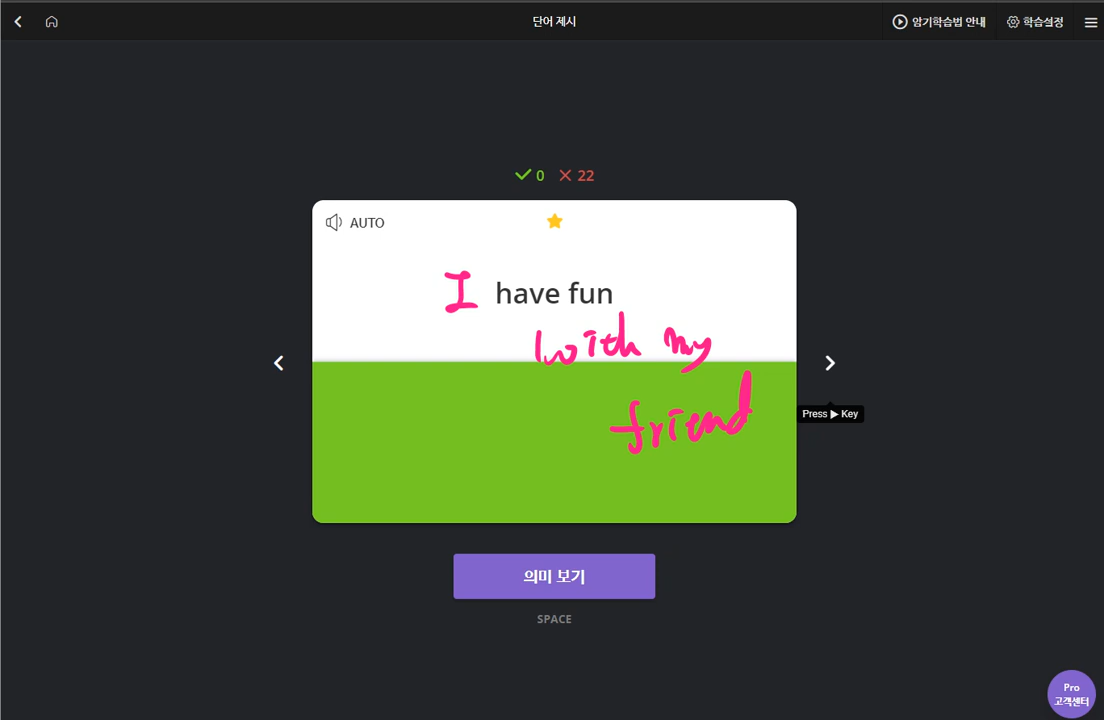 단어 제시
암기학습법 안내
학습설정
0 22
AUTO
I have fun
with my
friend
Press ▶ Key
의미 보기
SPACE
Pro
고객센터